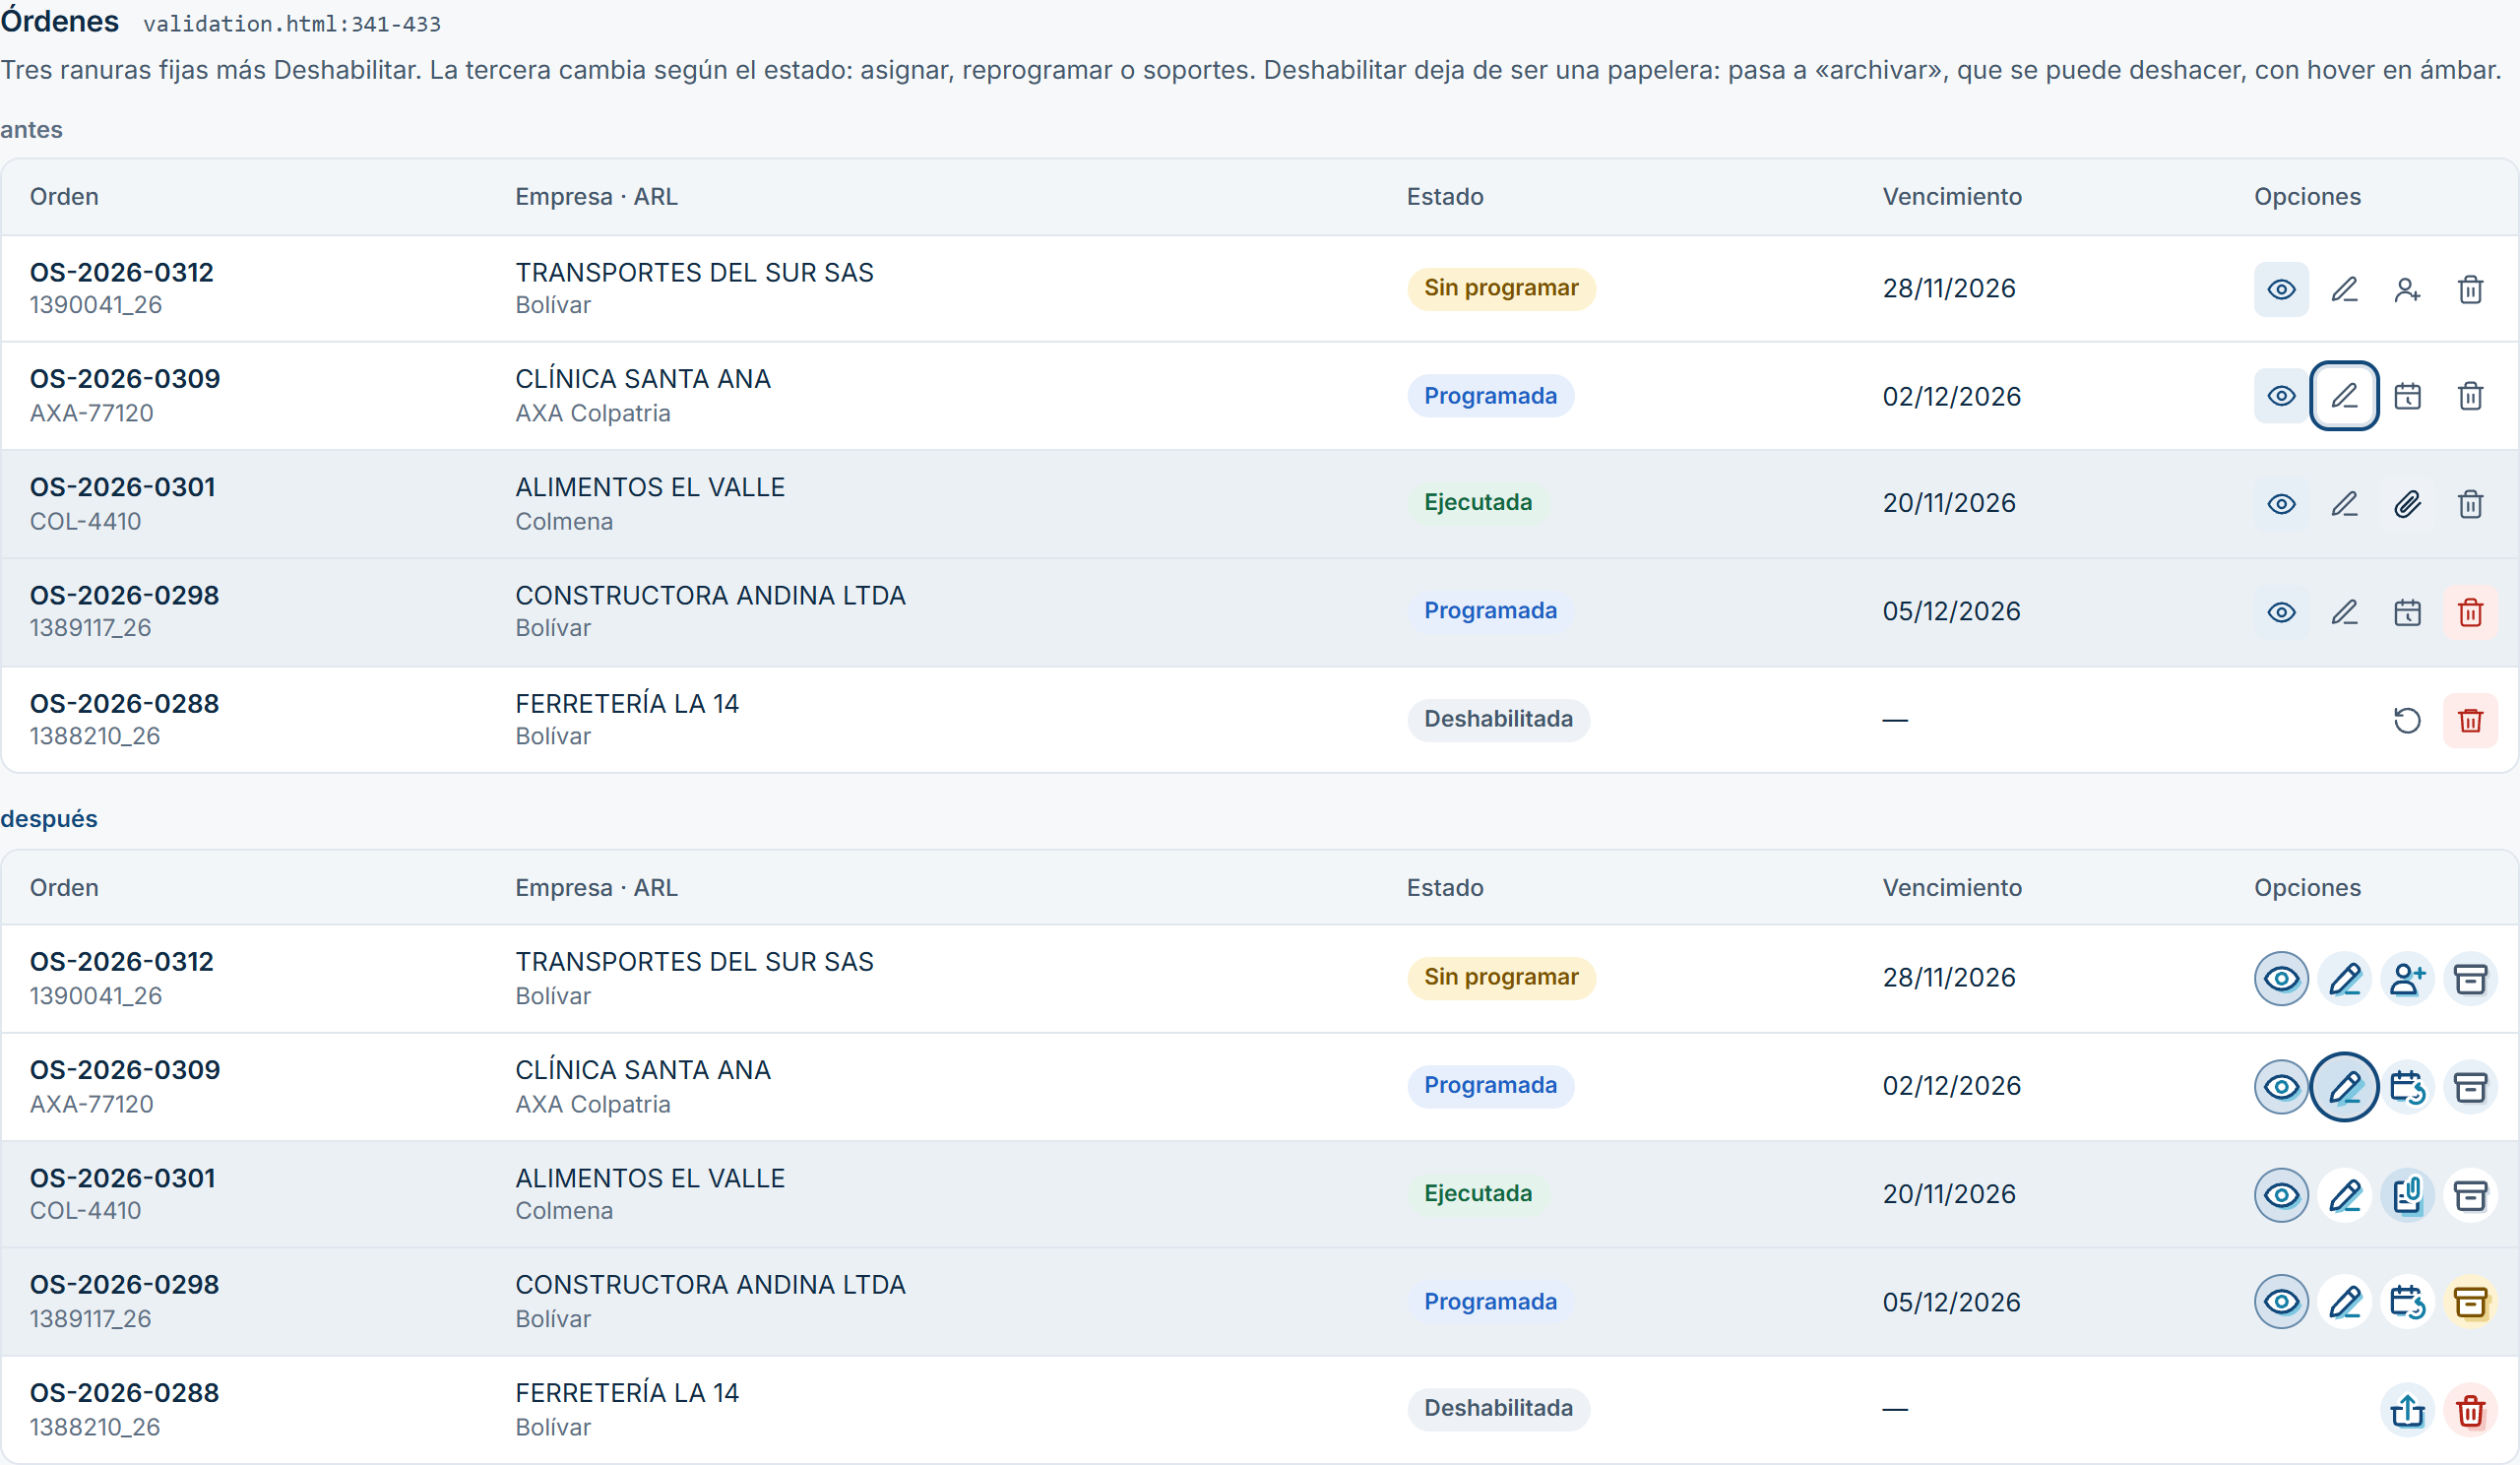 Órdenes validation.html:341-433
Tres ranuras fijas más Deshabilitar. La tercera cambia según el estado: asignar, reprogramar o soportes. Deshabilitar deja de ser una papelera: pasa a «archivar», que se puede deshacer, con hover en ámbar.
antes
Orden Empresa · ARL Estado Vencimiento Opciones
OS-2026-0312 TRANSPORTES DEL SUR SAS Sin programar 28/11/2026
1390041_26 Bolívar
OS-2026-0309 CLÍNICA SANTA ANA Programada 02/12/2026
AXA-77120 AXA Colpatria
OS-2026-0301 ALIMENTOS EL VALLE Ejecutada 20/11/2026
COL-4410 Colmena
OS-2026-0298 CONSTRUCTORA ANDINA LTDA Programada 05/12/2026
1389117_26 Bolívar
OS-2026-0288 FERRETERÍA LA 14 Deshabilitada —
1388210_26 Bolívar
después
Orden Empresa · ARL Estado Vencimiento Opciones
OS-2026-0312 TRANSPORTES DEL SUR SAS Sin programar 28/11/2026
1390041_26 Bolívar
OS-2026-0309 CLÍNICA SANTA ANA Programada 02/12/2026
AXA-77120 AXA Colpatria
OS-2026-0301 ALIMENTOS EL VALLE Ejecutada 20/11/2026
COL-4410 Colmena
OS-2026-0298 CONSTRUCTORA ANDINA LTDA Programada 05/12/2026
1389117_26 Bolívar
OS-2026-0288 FERRETERÍA LA 14 Deshabilitada —
1388210_26 Bolívar